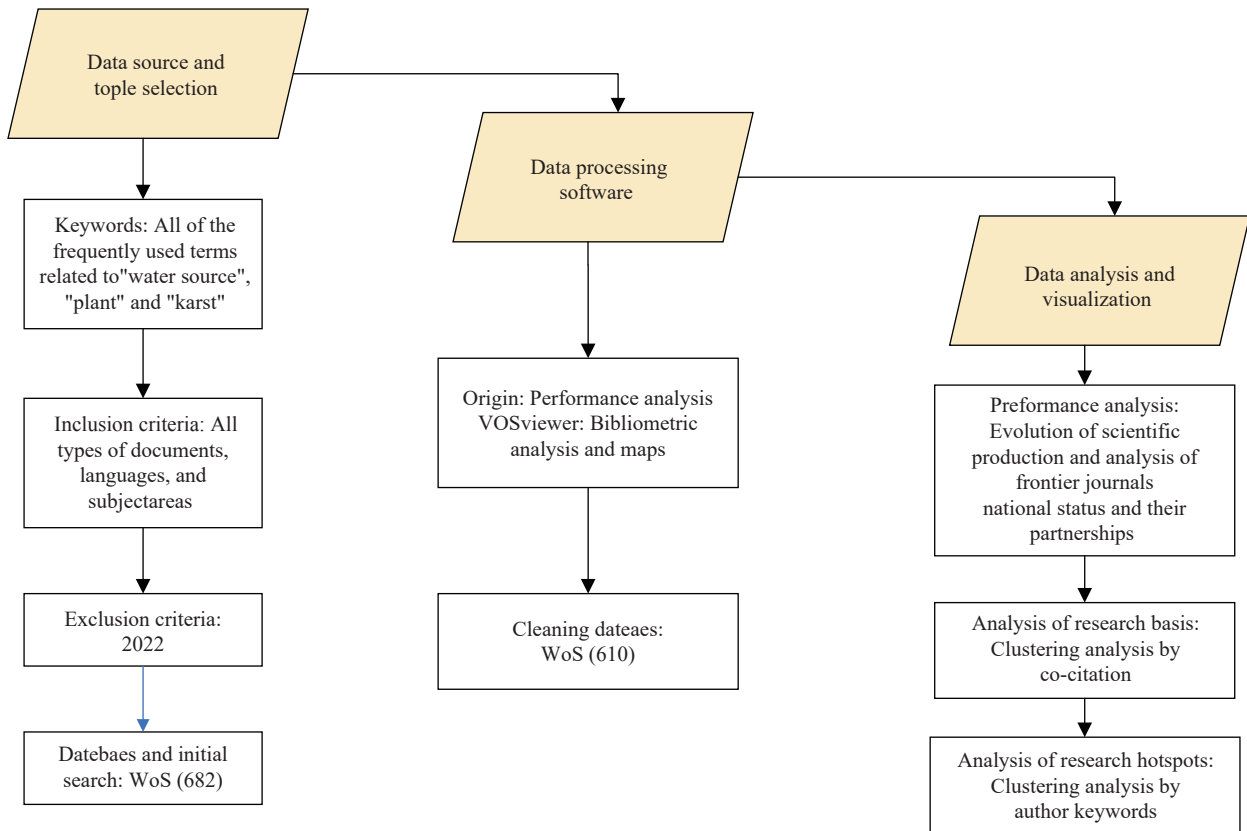 Data source and
tople selection
Keywords: All of the
frequently used terms
related to"water source",
"plant" and "karst"
Inclusion criteria: All
types of documents,
languages, and
subjectareas
Exclusion criteria:
2022
Datebaes and initial
search: WoS (682)
Data processing
software
Origin: Performance analysis
VOSviewer: Bibliometric
analysis and maps
Cleaning dateaes:
WoS (610)
Data analysis and
visualization
Preformance analysis:
Evolution of scientific
production and analysis of
frontier journals
national status and their
partnerships
Analysis of research basis:
Clustering analysis by
co-citation
Analysis of research hotspots:
Clustering analysis by
author keywords